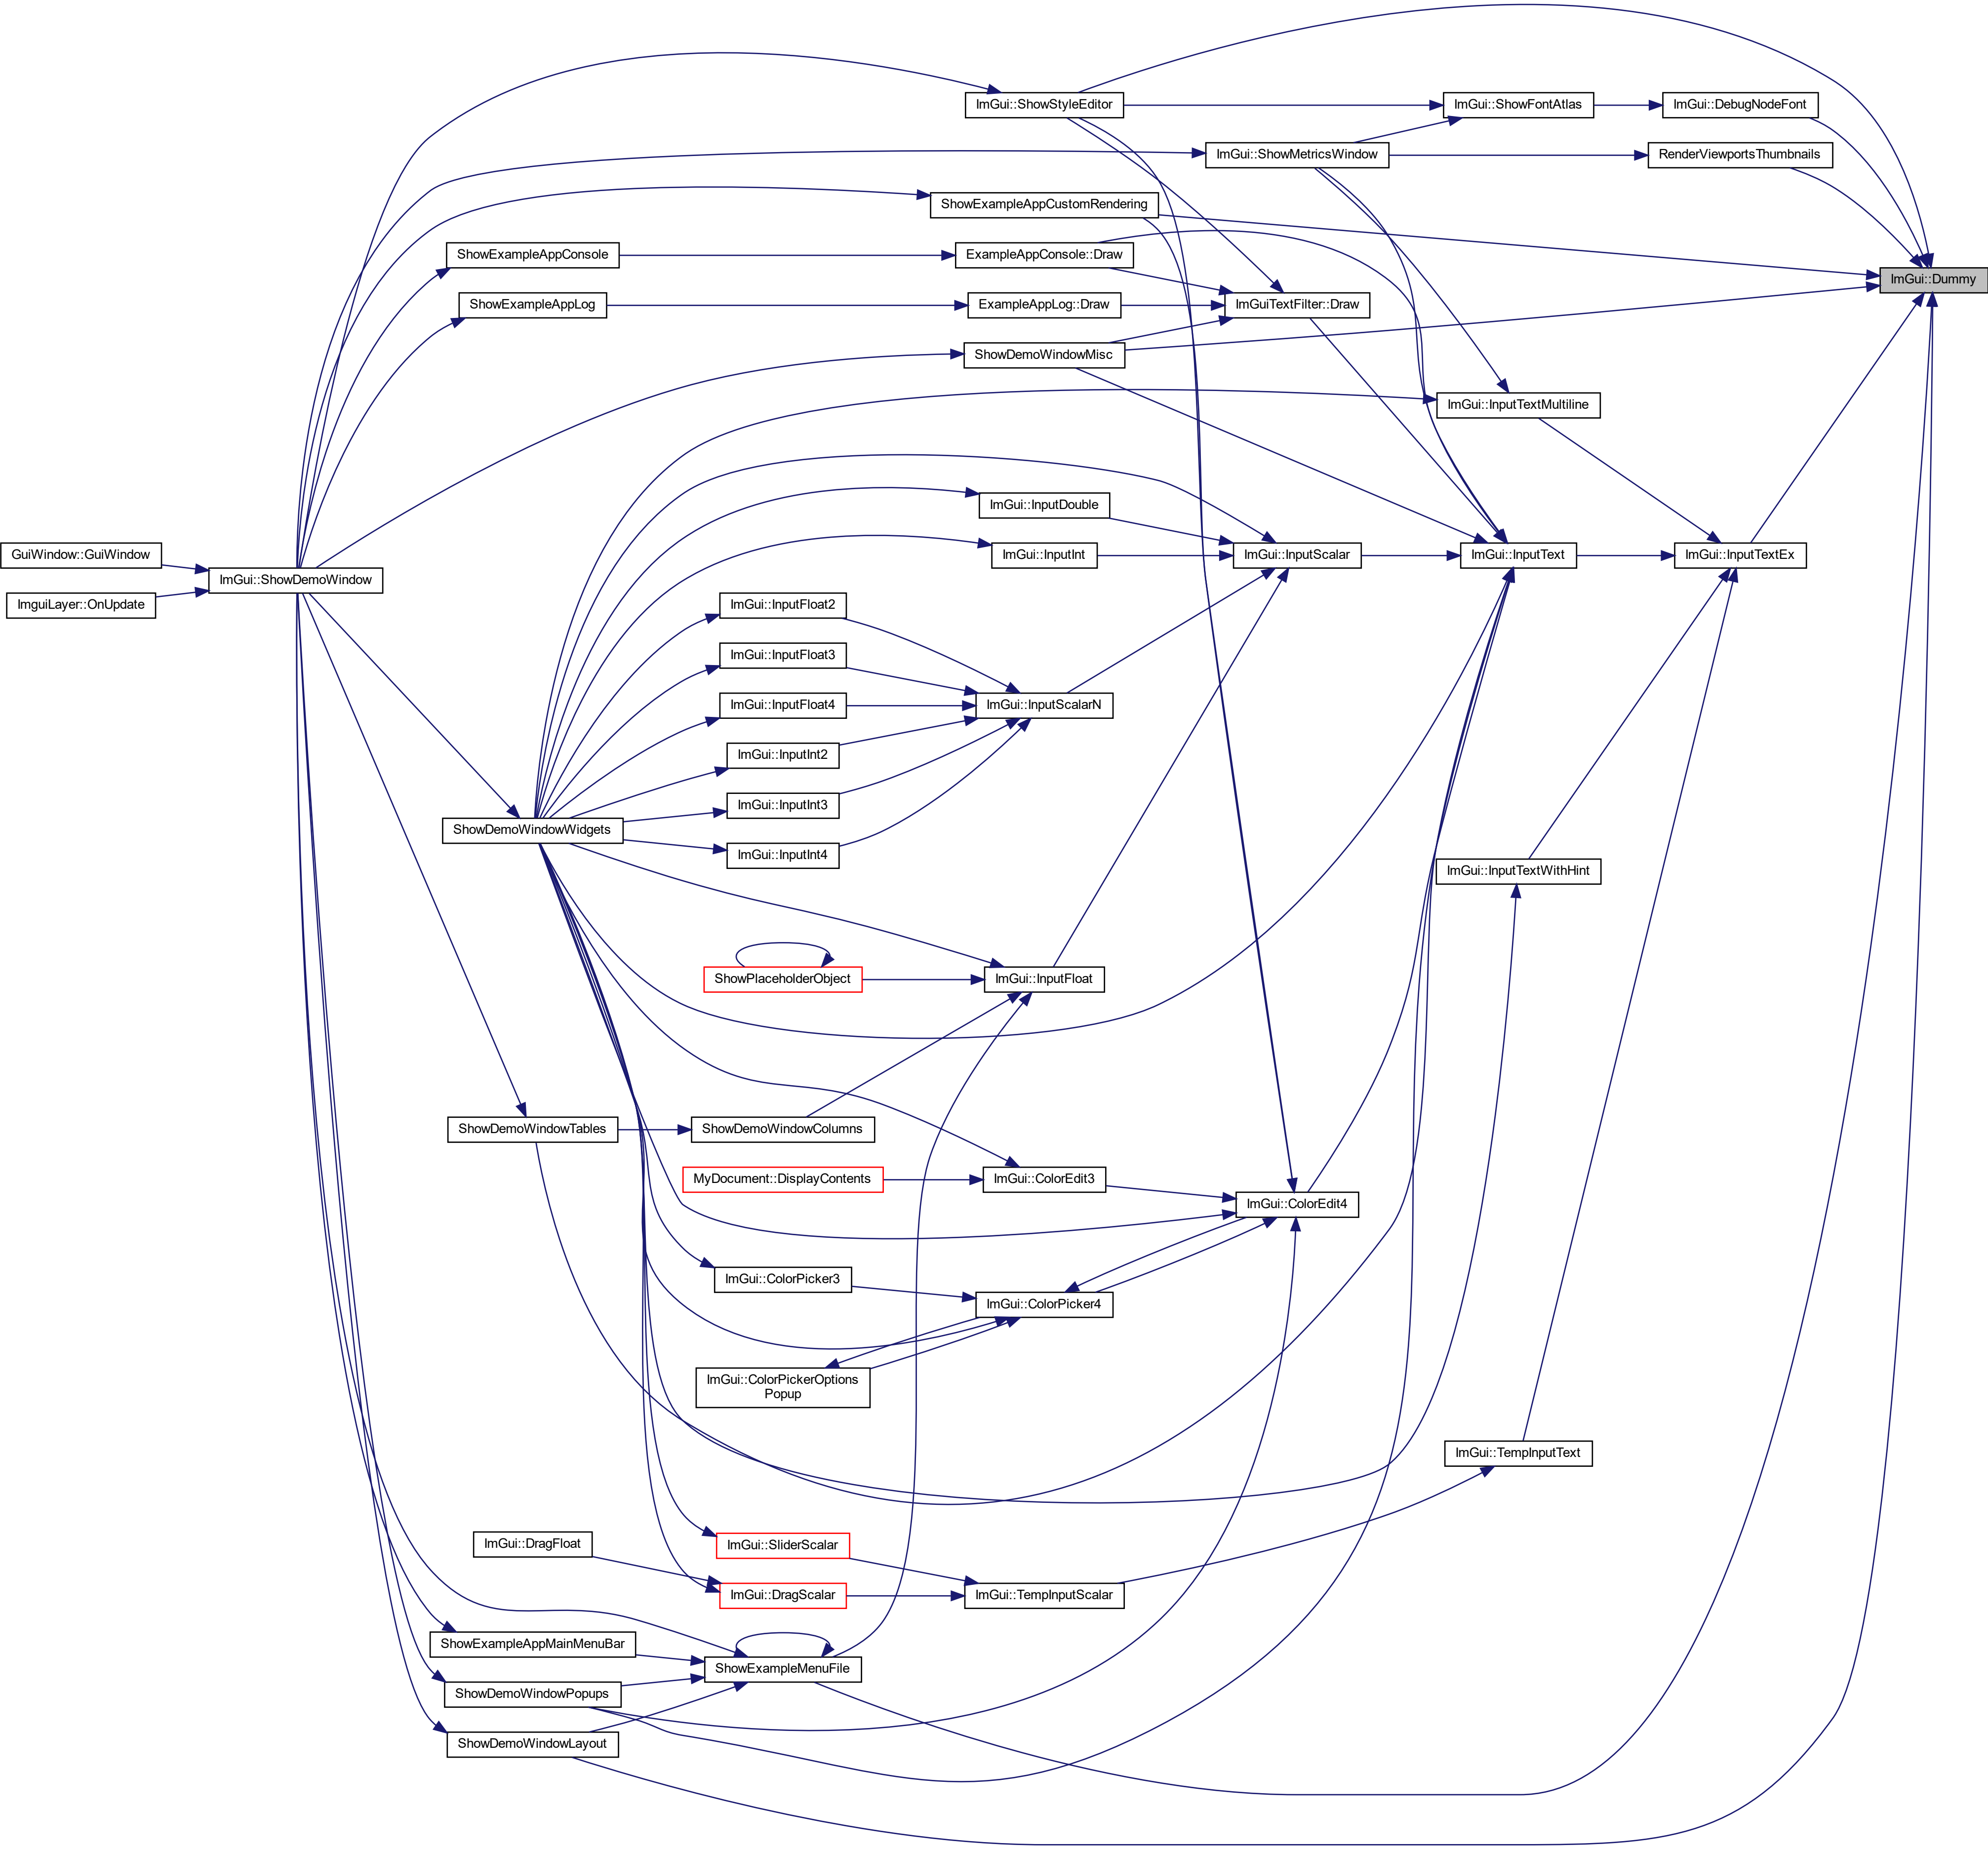 ImGui::ShowStyleEditor
ImGui::ShowFontAtlas
ImGui::DebugNodeFont
ImGui::ShowMetricsWindow
RenderViewportsThumbnails
ShowExampleAppCustomRendering
ShowExampleAppConsole
ExampleAppConsole::Draw
ImGui::Dummy
ShowExampleAppLog
ExampleAppLog::Draw
ImGuiTextFilter::Draw
ShowDemoWindowMisc
ImGui::InputTextMultiline
ImGui::InputDouble
GuiWindow::GuiWindow
ImGui::InputInt
ImGui::InputScalar
ImGui::InputText
ImGui::InputTextEx
ImGui::ShowDemoWindow
ImguiLayer::OnUpdate
ImGui::InputFloat2
ImGui::InputFloat3
ImGui::InputFloat4
ImGui::InputScalarN
ImGui::InputInt2
ImGui::InputInt3
ShowDemoWindowWidgets
ImGui::InputInt4
ImGui::InputTextWithHint
ShowPlaceholderObject
ImGui::InputFloat
ShowDemoWindowTables
ShowDemoWindowColumns
MyDocument::DisplayContents
ImGui::ColorEdit3
ImGui::ColorEdit4
ImGui::ColorPicker3
ImGui::ColorPicker4
ImGui::ColorPickerOptions
Popup
ImGui::TempInputText
ImGui::DragFloat
ImGui::SliderScalar
ImGui::DragScalar
ImGui::TempInputScalar
ShowExampleAppMainMenuBar
ShowExampleMenuFile
ShowDemoWindowPopups
ShowDemoWindowLayout